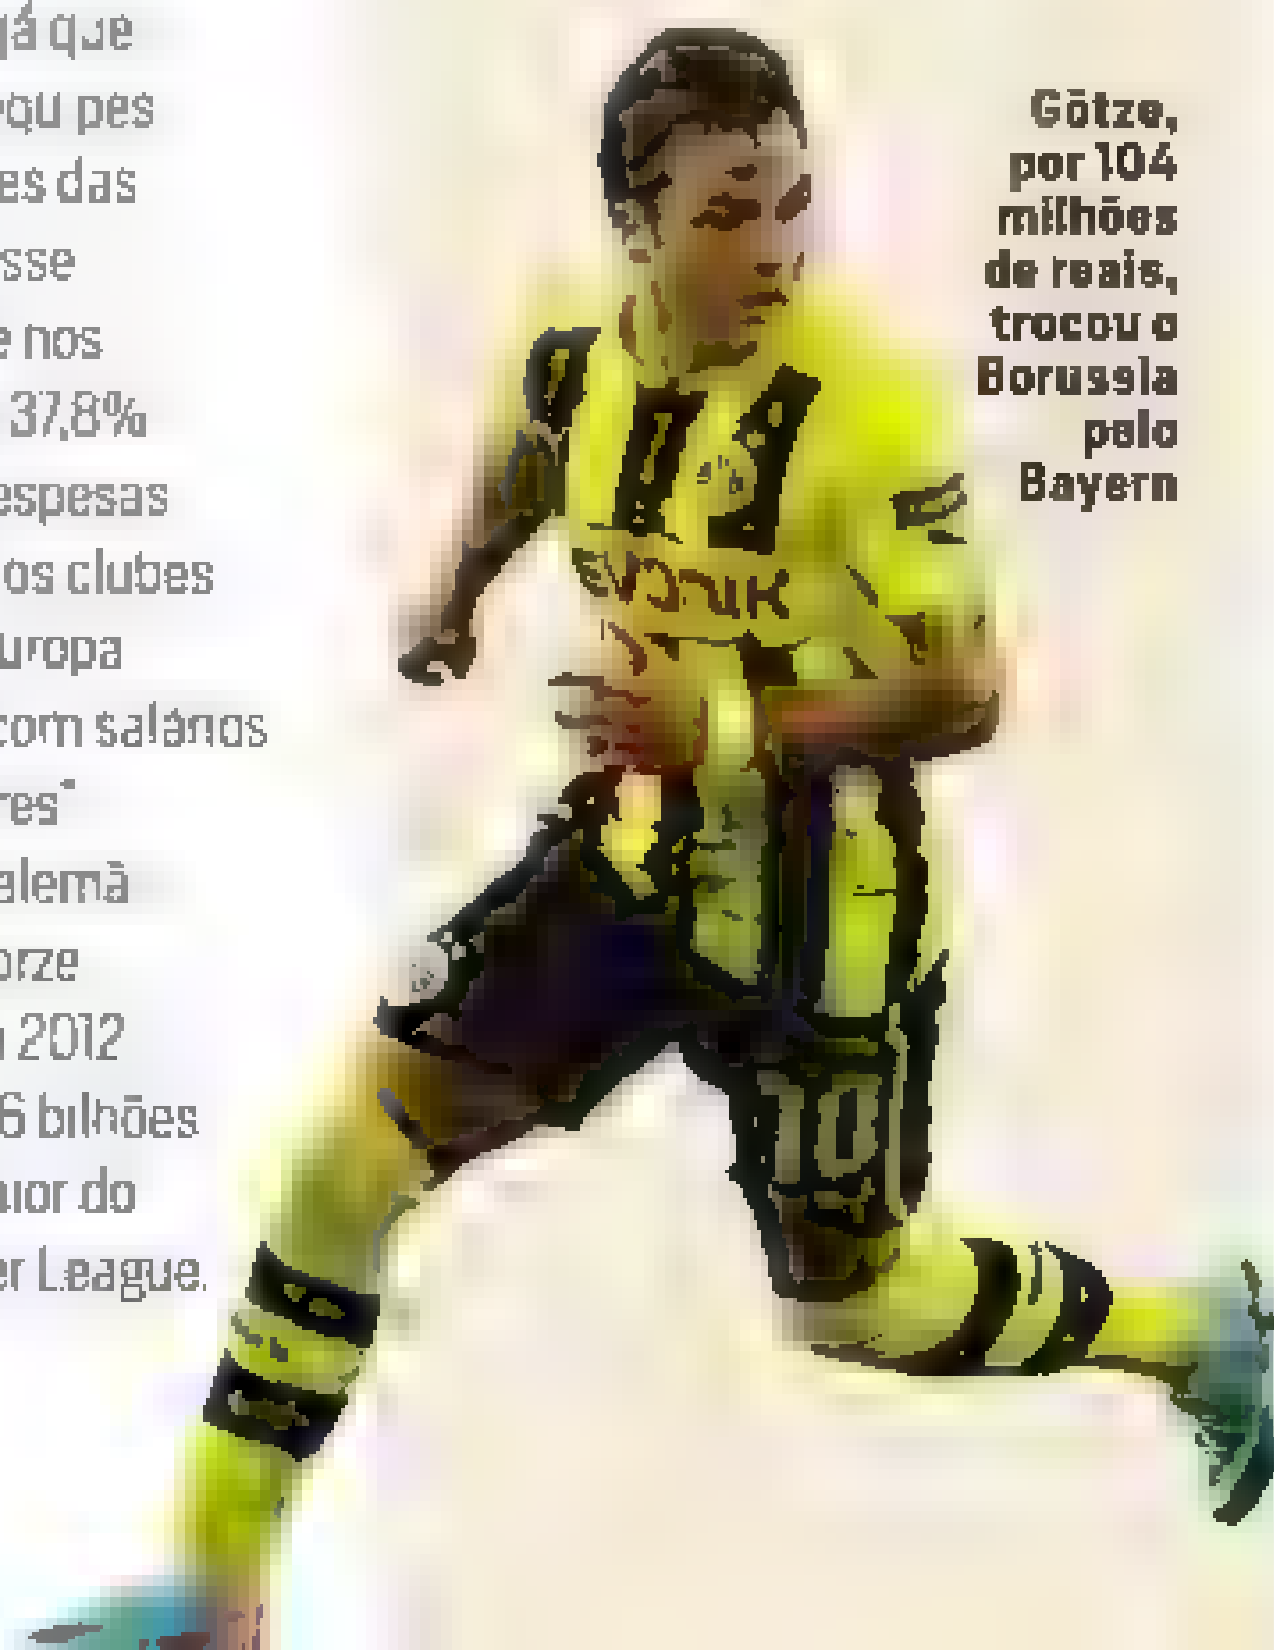 que
pes
es das
sse
e nos
37,8%
espesas
os clubes
uropa
com salários
res"
alemã
orze
2012
6 bilhões
ior do
er League.
Götze,
por 104
milhões
de reais,
trocou o
Borussia
pelo
Bayern
EVONIK
10